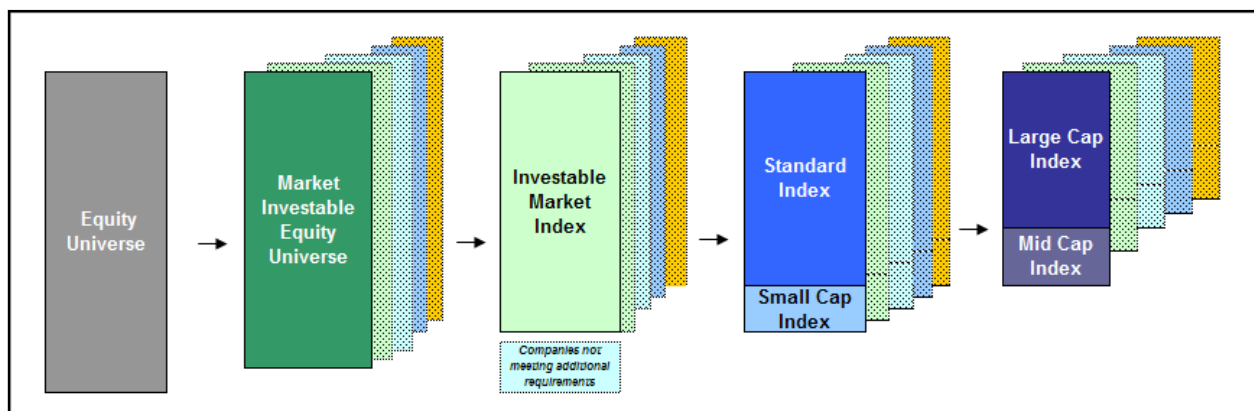 Equity
Universe
Market
Investable
Equity
Universe
Investable
Market
Index
Companies not
meeting additional
requirements
Standard
Index
Small Cap
Index
Large Cap
Index
Mid Cap
Index